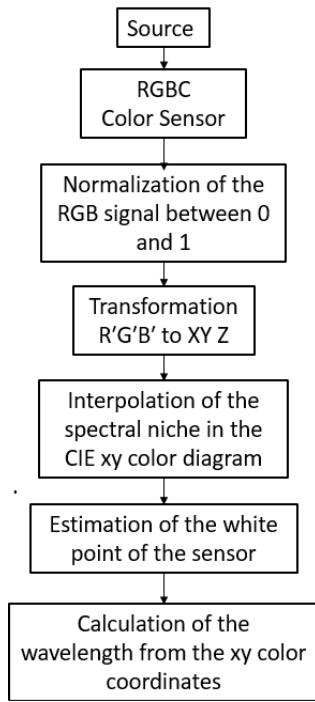 Source
RGBC
Color Sensor
Normalization of the
RGB signal between 0
and 1
Transformation
R'G'B' to XY Z
Interpolation of the
spectral niche in the
CIE xy color diagram
.
Estimation of the white
point of the sensor
Calculation of the
wavelength from the xy color
coordinates